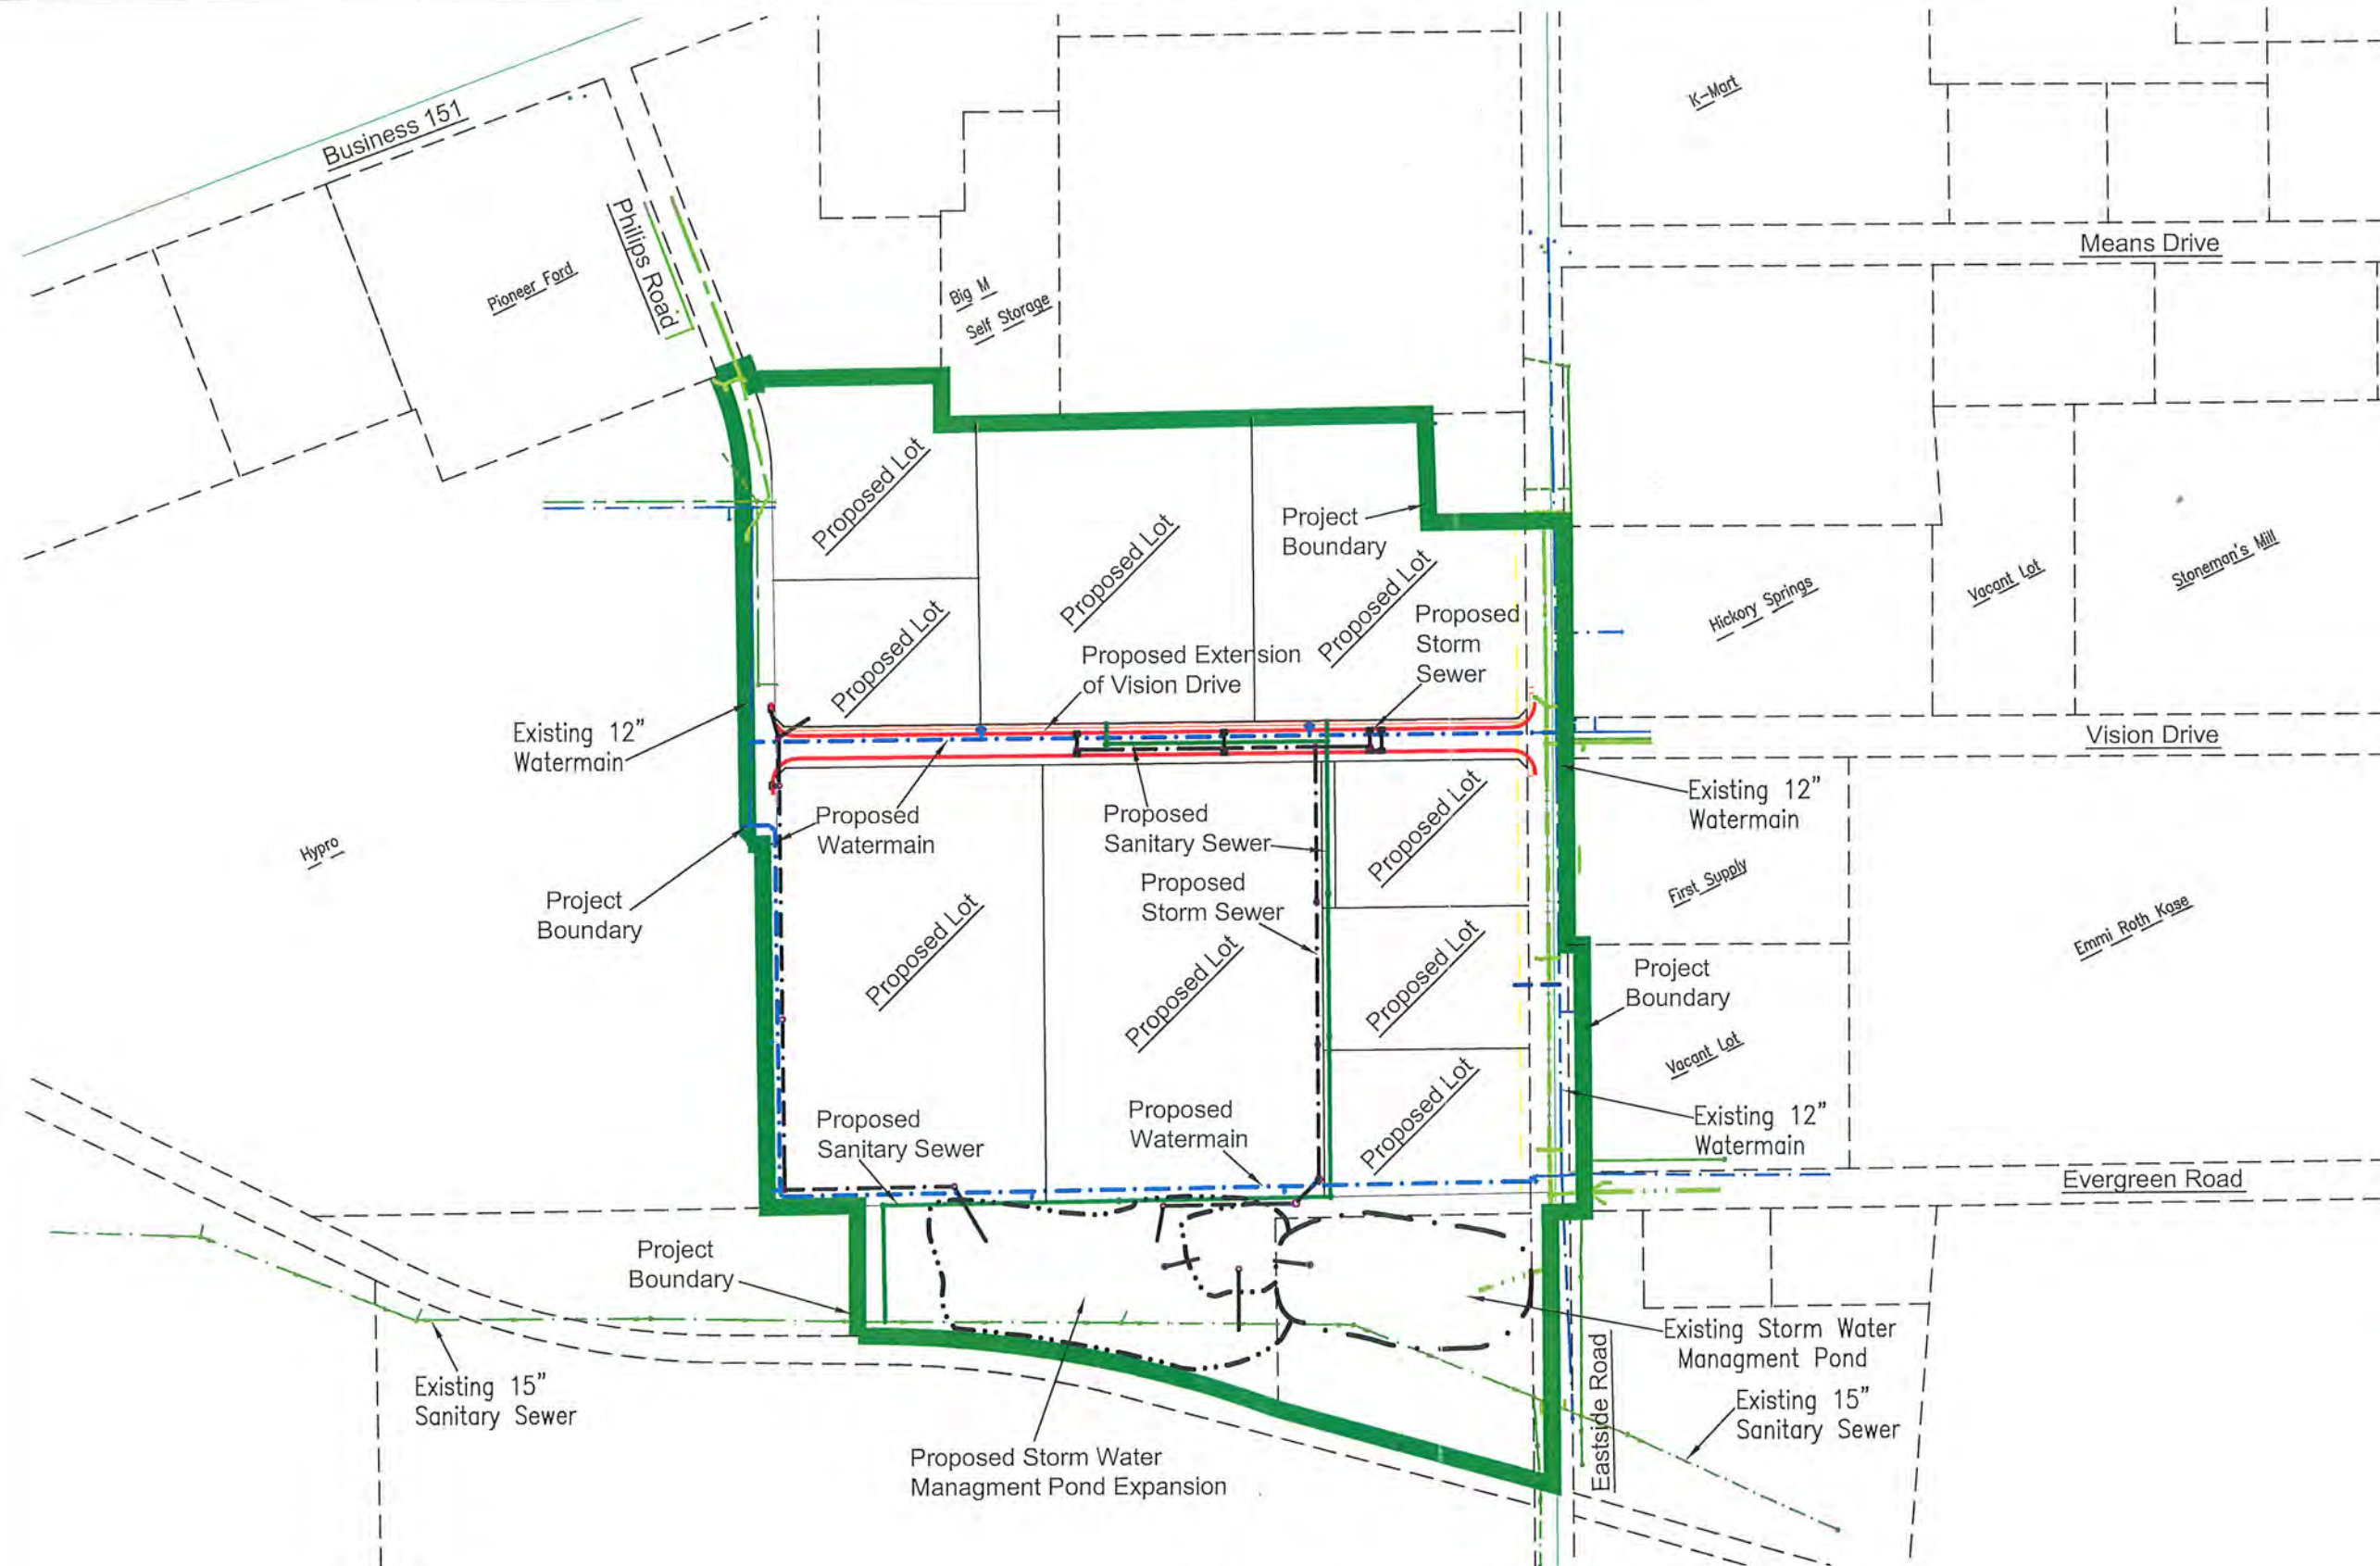 K-Mart
Business 151
Philips Road
Means Drive
Pioneer Ford
Big M
Self Storage
Proposed Lot
Proposed Lot
Project
Boundary
Proposed Lot
Hickory Springs
Vacant Lot
Stoneman's Mill
Proposed Lot
Proposed
Storm
Sewer
Proposed Extension
of Vision Drive
Existing 12"
Watermain
Vision Drive
Proposed
Watermain
Proposed
Sanitary Sewer
Proposed Lot
Existing 12"
Watermain
Hypro
Project
Boundary
Proposed
Storm Sewer
First Supply
Emmi Roth Kase
Proposed Lot
Proposed Lot
Proposed Lot
Project
Boundary
Vacant Lot
Proposed
Sanitary Sewer
Proposed
Watermain
Proposed Lot
Existing 12"
Watermain
Evergreen Road
Project
Boundary
Existing Storm Water
Managment Pond
Eastside Road
Existing 15"
Sanitary Sewer
Existing 15"
Sanitary Sewer
Proposed Storm Water
Managment Pond Expansion